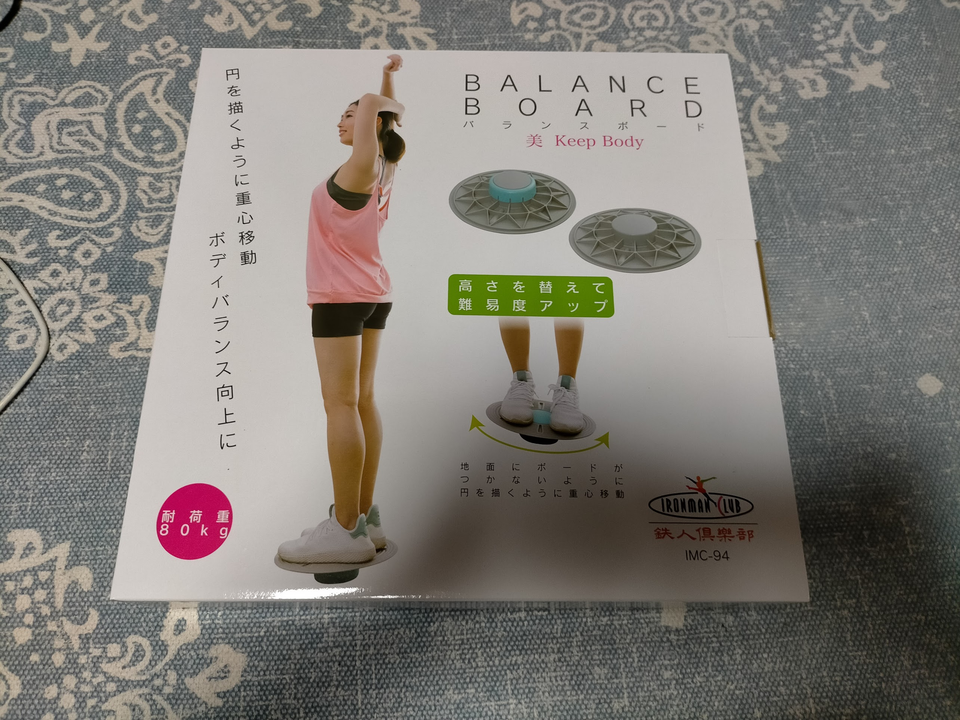 円を描くように重心移動
ボディバランス向上に
BALANCE
BOARD
バランスボード
美 Keep Body
高さを替えて
難易度アップ
地面にボードが
つかないように
円を描くように重心移動
耐荷重
80kg
IRONMAN CLUB
鉄人倶楽部
IMC-94